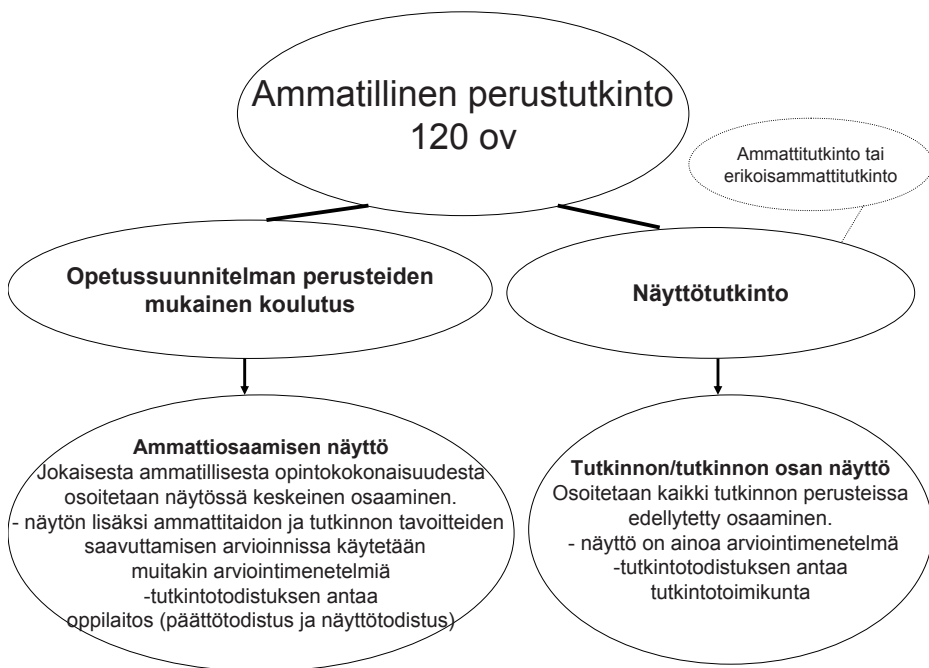 Ammatillinen perustutkinto
120 ov
Ammattitutkinto tai
erikoisammattitutkinto
Opetussuunnitelman perusteiden
mukainen koulutus
Näyttötutkinto
Ammattiosaamisen näyttö
Jokaisesta ammatillisesta opintokokonaisuudesta
osoitetaan näytössä keskeinen osaaminen.
- näytön lisäksi ammattitaidon ja tutkinnon tavoitteiden
saavuttamisen arvioinnissa käytetään
muitakin arviointimenetelmiä
-tutkintotodistuksen antaa
oppilaitos (päättötodistus ja näyttötodistus)
Tutkinnon/tutkinnon osan näyttö
Osoitetaan kaikki tutkinnon perusteissa
edellytetty osaaminen.
- näyttö on ainoa arviointimenetelmä
-tutkintotodistuksen antaa
tutkintotoimikunta